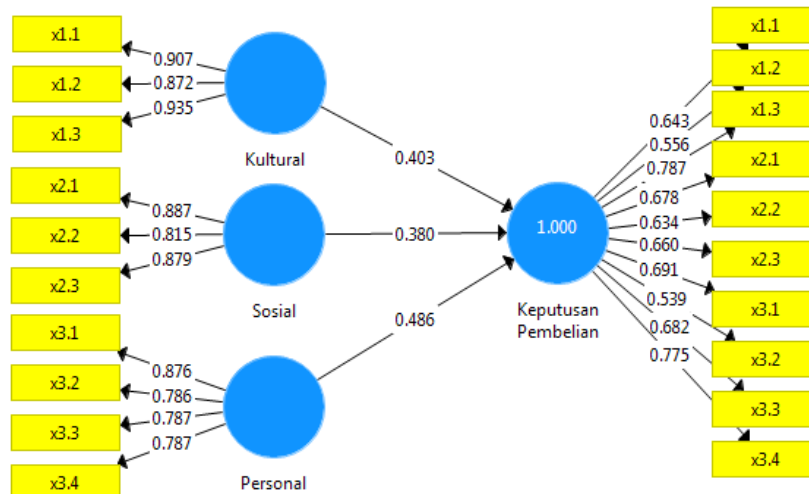 x1.1
x1.2
x1.3
x2.1
x2.2
x2.3
x3.1
x3.2
x3.3
x3.4
0.907
0.872
0.935
0.887
0.815
0.879
0.876
0.786
0.787
0.787
Kultural
Sosial
Personal
0.403
0.380
0.486
1.000
Keputusan
Pembelian
0.643
0.556
0.787
0.678
0.634
0.660
0.691
0.539
0.682
0.775
x1.1
x1.2
x1.3
x2.1
x2.2
x2.3
x3.1
x3.2
x3.3
x3.4